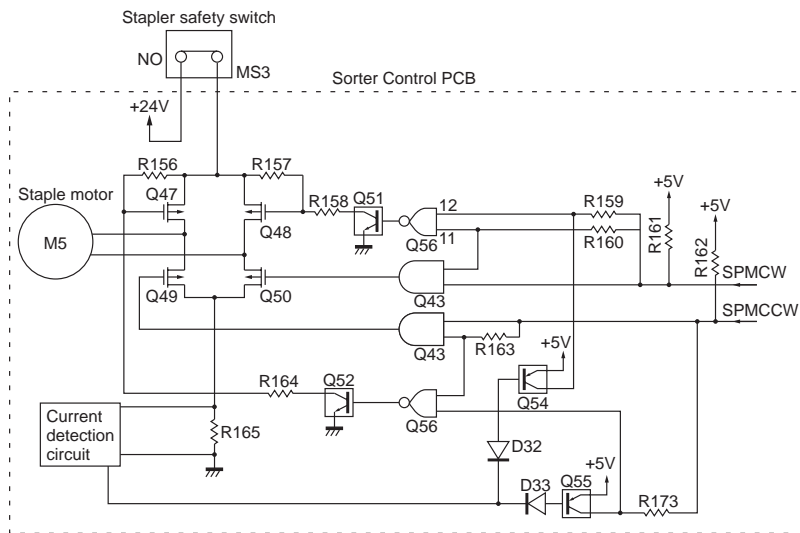 Stapler safety switch
NO
MS3
Sorter Control PCB
+24V
R156
R157
Q47
Q48
R158
Q51
12
11
Q56
R159
R160
+5V
R161
+5V
R162
Staple motor
M5
Q49
Q50
Q43
SPMCW
SPMCCW
Q43
R163
+5V
Q54
R164
Q52
Q56
Current
detection
circuit
R165
D32
D33
Q55
+5V
R173